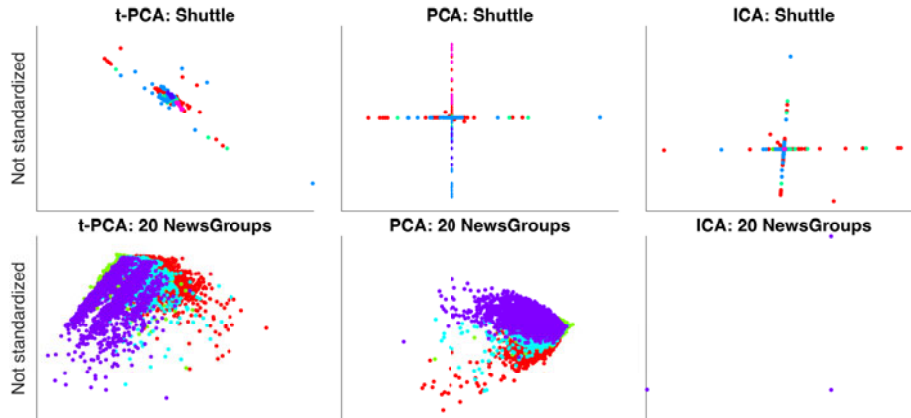 t-PCA: Shuttle
PCA: Shuttle
ICA: Shuttle
Not standardized
t-PCA: 20 NewsGroups
PCA: 20 NewsGroups
ICA: 20 NewsGroups
Not standardized